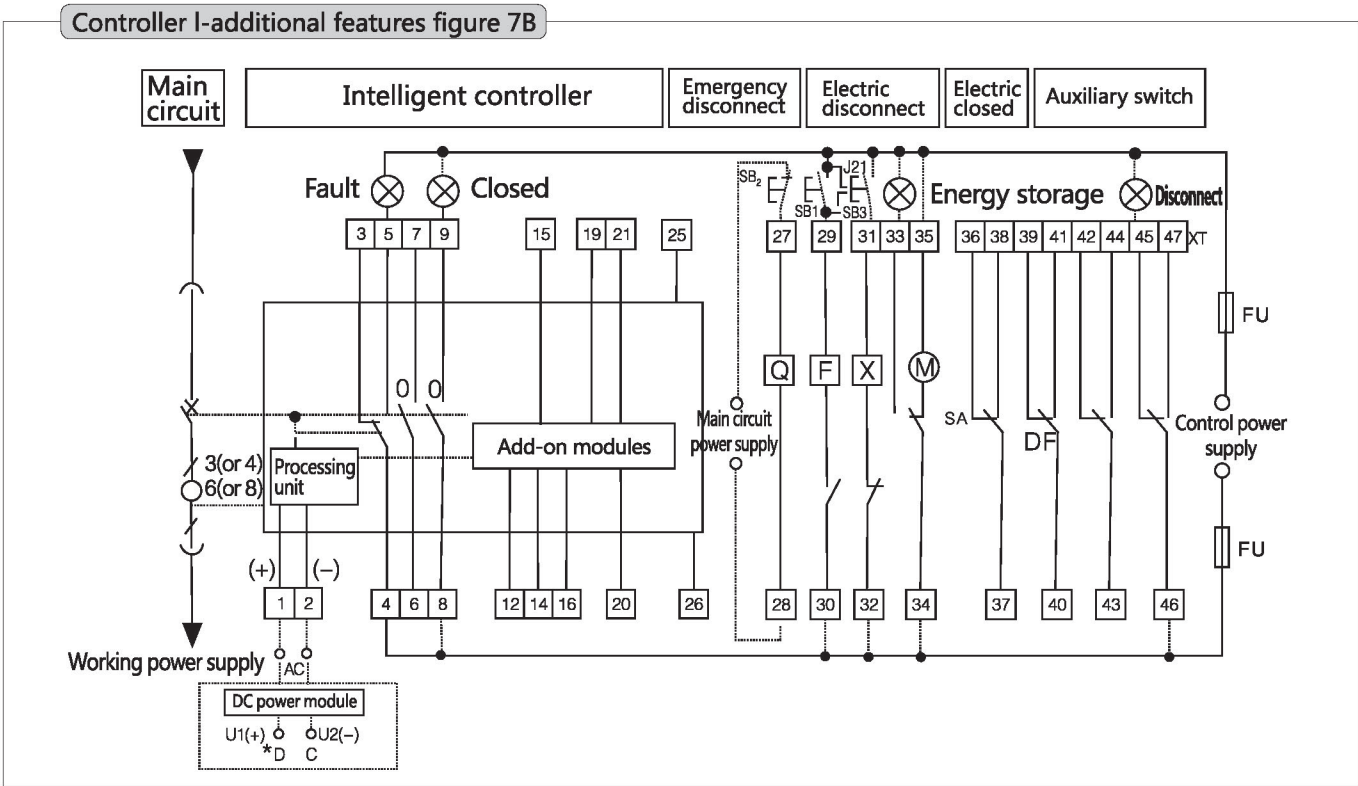 Controller I-additional features figure 7B
Main
circuit
Intelligent controller
Emergency
disconnect
Electric
disconnect
Electric
closed
Auxiliary switch
Fault
Closed
SB2
SB1
J21
SB3
Energy storage
Disconnect
3 5 7 9
15
19 21
25
27
29
31 33 35
36 38 39 41 42 44 45 47 XT
FU
0 0
Q
F
X
M
SA
DF
Main circuit
power supply
Control power
supply
3(or 4)
6(or 8)
Processing
unit
Add-on modules
FU
(+) (−)
1 2
4 6 8
12 14 16
20
26
28
30
32
34
37
40
43
46
Working power supply
AC
DC power module
U1(+) U2(−)
*D C